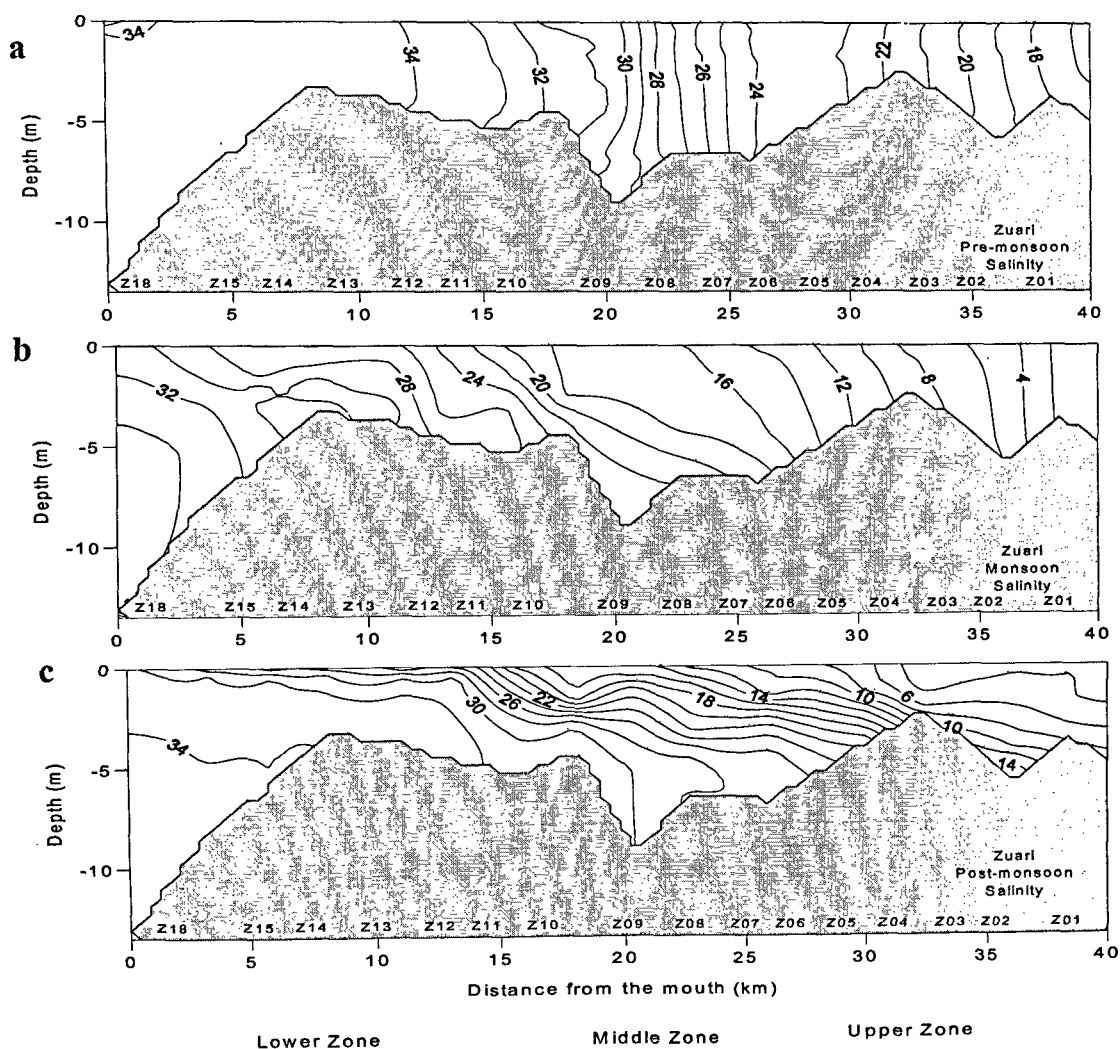 a
0
-5
-10
Depth (m)
34 34 32 30 28 26 24 22 20 18
Zuari
Pre-monsoon
Salinity
Z18 Z15 Z14 Z13 Z12 Z11 Z10 Z09 Z08 Z07 Z06 Z05 Z04 Z03 Z02 Z01
0 5 10 15 20 25 30 35 40
b
0
-5
-10
Depth (m)
32 28 24 20 16 12 8 4
Zuari
Monsoon
Salinity
Z18 Z15 Z14 Z13 Z12 Z11 Z10 Z09 Z08 Z07 Z06 Z05 Z04 Z03 Z02 Z01
0 5 10 15 20 25 30 35 40
c
0
-5
-10
Depth (m)
34 30 26 22 18 14 10 6 10 14
Zuari
Post-monsoon
Salinity
Z18 Z15 Z14 Z13 Z12 Z11 Z10 Z09 Z08 Z07 Z06 Z05 Z04 Z03 Z02 Z01
0 5 10 15 20 25 30 35 40
Distance from the mouth (km)
Lower Zone Middle Zone Upper Zone